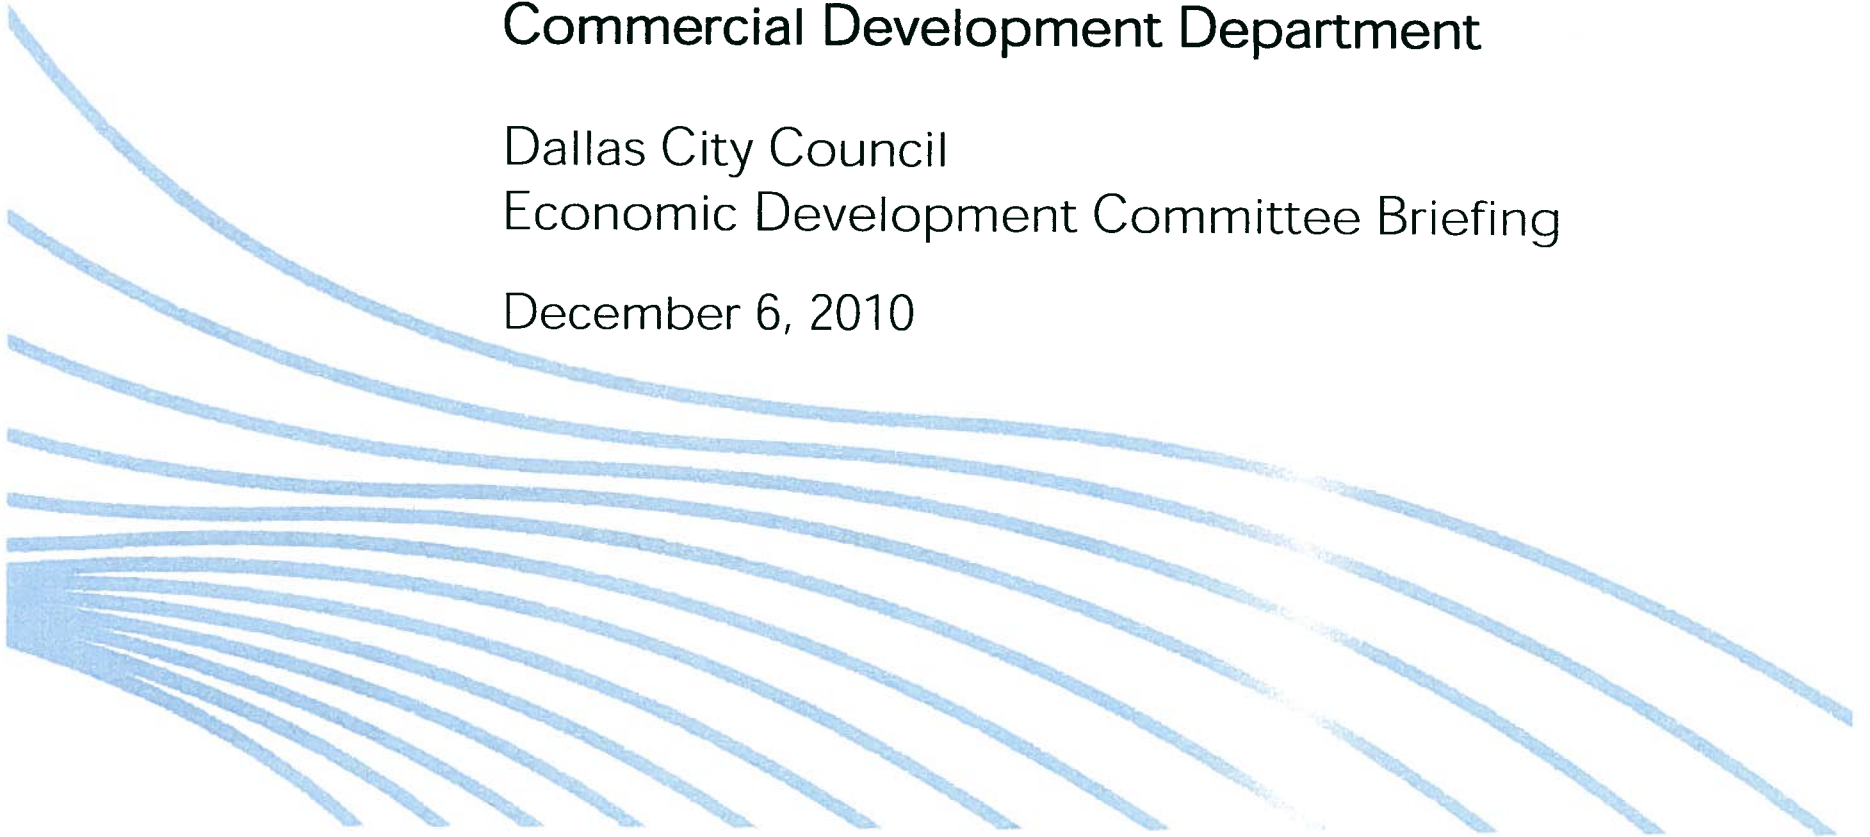 Commercial Development Department
Dallas City Council
Economic Development Committee Briefing
December 6, 2010